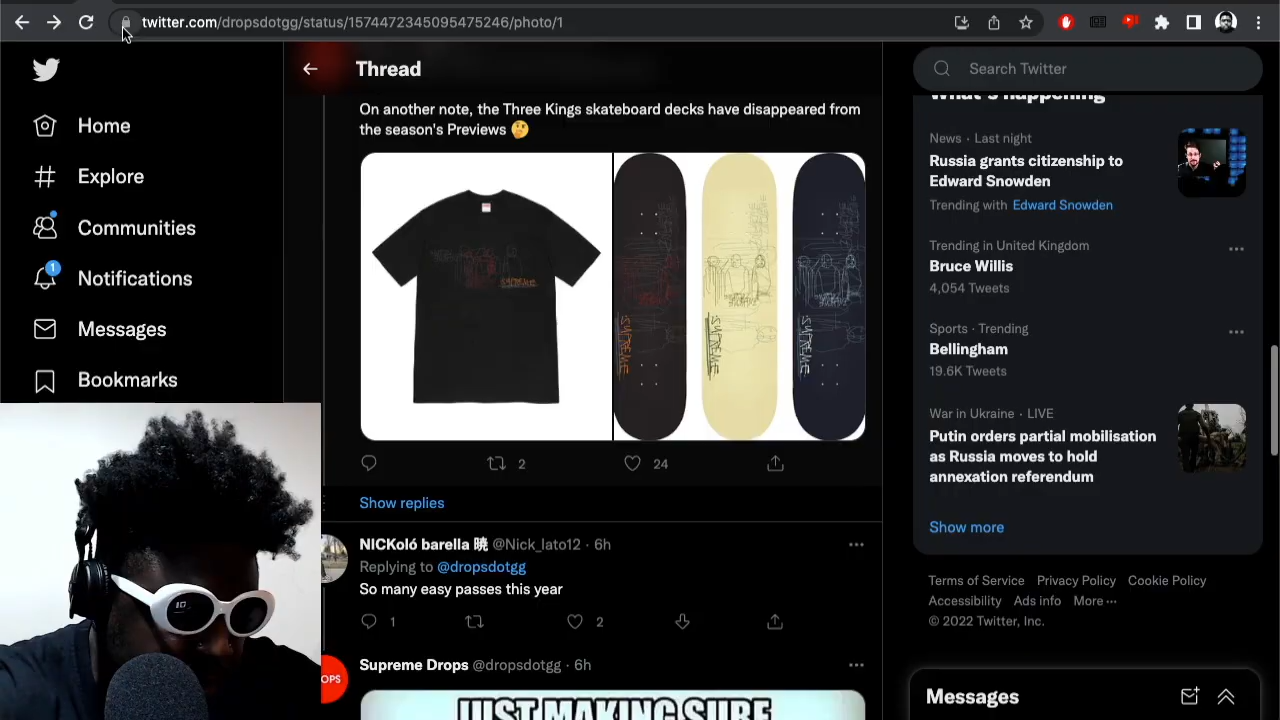 twitter.com/dropsdotgg/status/1574472345095475246/photo/1
Home
Explore
Communities
1
Notifications
Messages
Bookmarks
Thread
On another note, the Three Kings skateboard decks have disappeared from
the season's Previews 🤔
SUPREME
SUPREME
SUPREME
SUPREME
2
24
Show replies
NICKoló barella 暁 @Nick_lato12 · 6h
Replying to @dropsdotgg
So many easy passes this year
1
2
OPS
Supreme Drops @dropsdotgg · 6h
JUST MAKING SURE
Search Twitter
What's happening
News · Last night
Russia grants citizenship to
Edward Snowden
Trending with Edward Snowden
Trending in United Kingdom
Bruce Willis
4,054 Tweets
Sports · Trending
Bellingham
19.6K Tweets
War in Ukraine · LIVE
Putin orders partial mobilisation
as Russia moves to hold
annexation referendum
Show more
Terms of Service Privacy Policy Cookie Policy
Accessibility Ads info More ···
© 2022 Twitter, Inc.
Messages